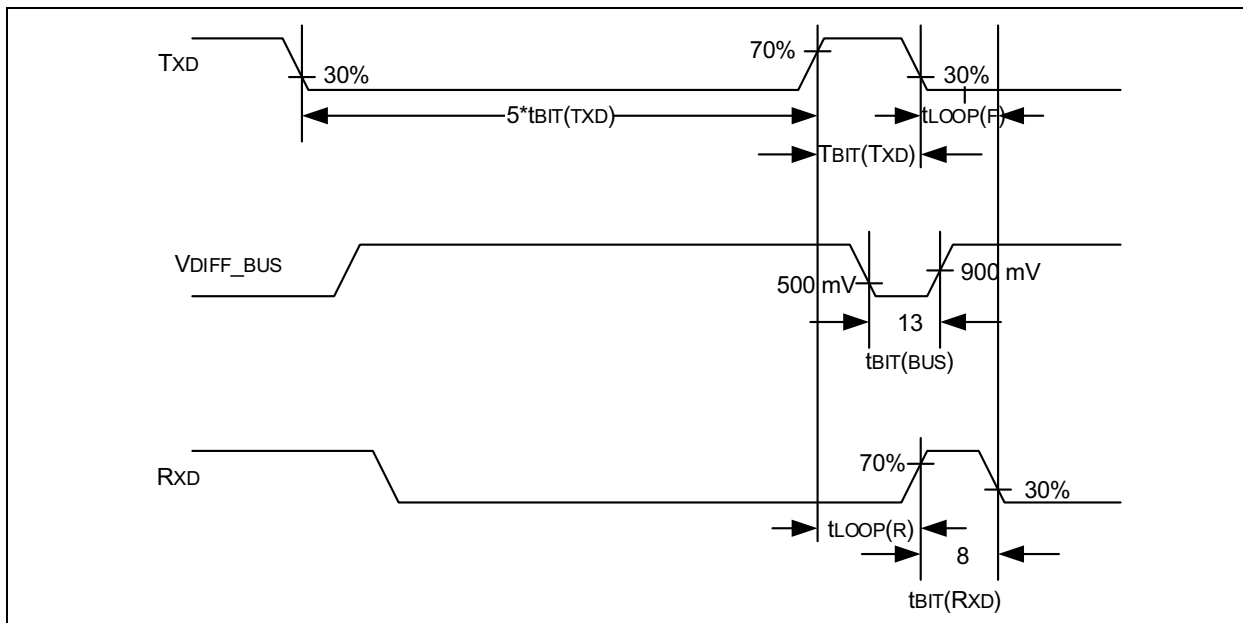 TXD
30%
70%
30%
5*tBIT(TXD)
tLOOP(F)
TBIT(TXD)
VDIFF_BUS
500 mV
900 mV
13
tBIT(BUS)
RXD
70%
30%
tLOOP(R)
8
tBIT(RXD)